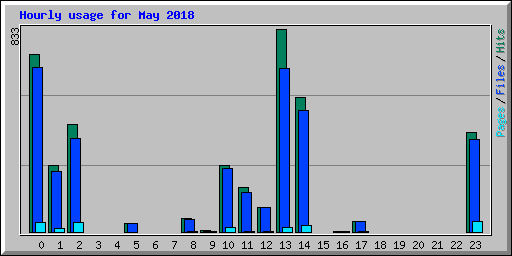 Hourly usage for May 2018
833
Pages/Files/Hits
0 1 2 3 4 5 6 7 8 9 10 11 12 13 14 15 16 17 18 19 20 21 22 23